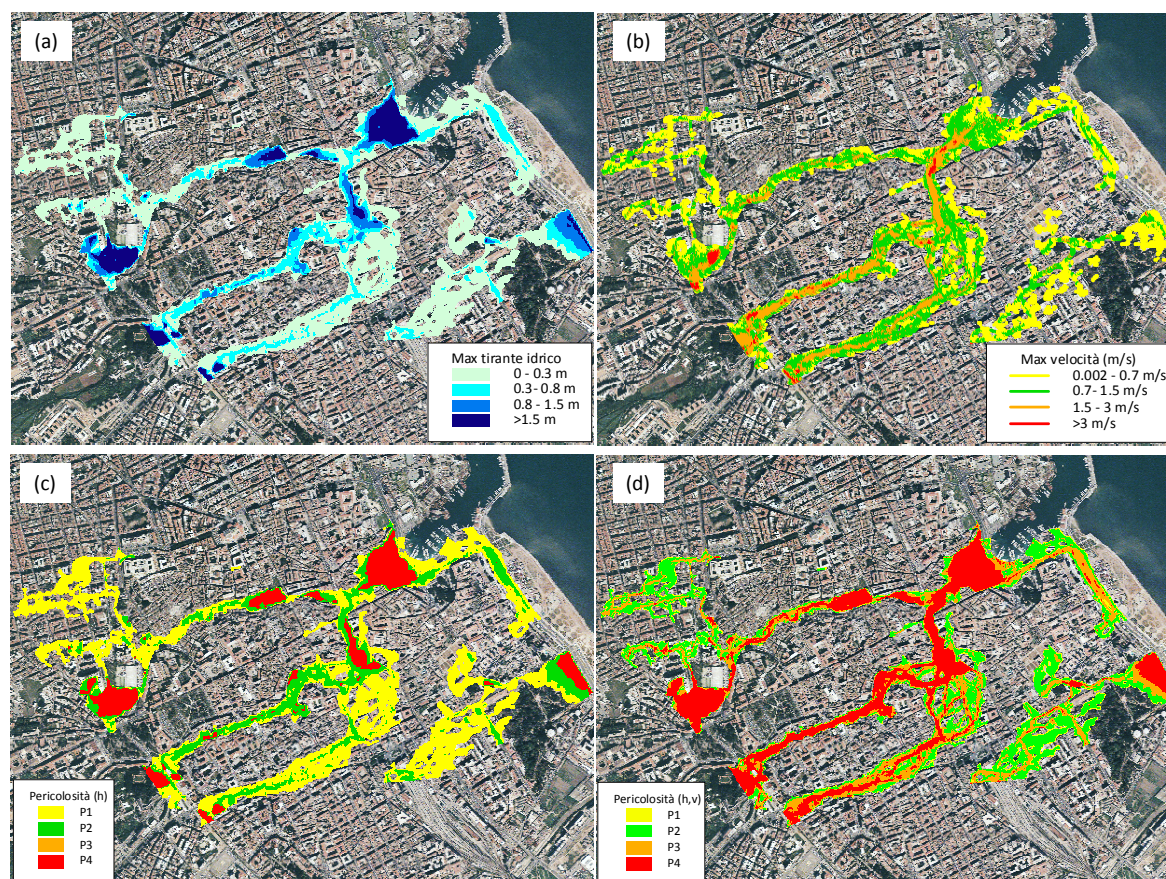 (a)
Max tirante idrico
0 - 0.3 m
0.3- 0.8 m
0.8 - 1.5 m
>1.5 m
(b)
Max velocità (m/s)
0.002 - 0.7 m/s
0.7- 1.5 m/s
1.5 - 3 m/s
>3 m/s
(c)
Pericolosità (h)
P1
P2
P3
P4
(d)
Pericolosità (h,v)
P1
P2
P3
P4